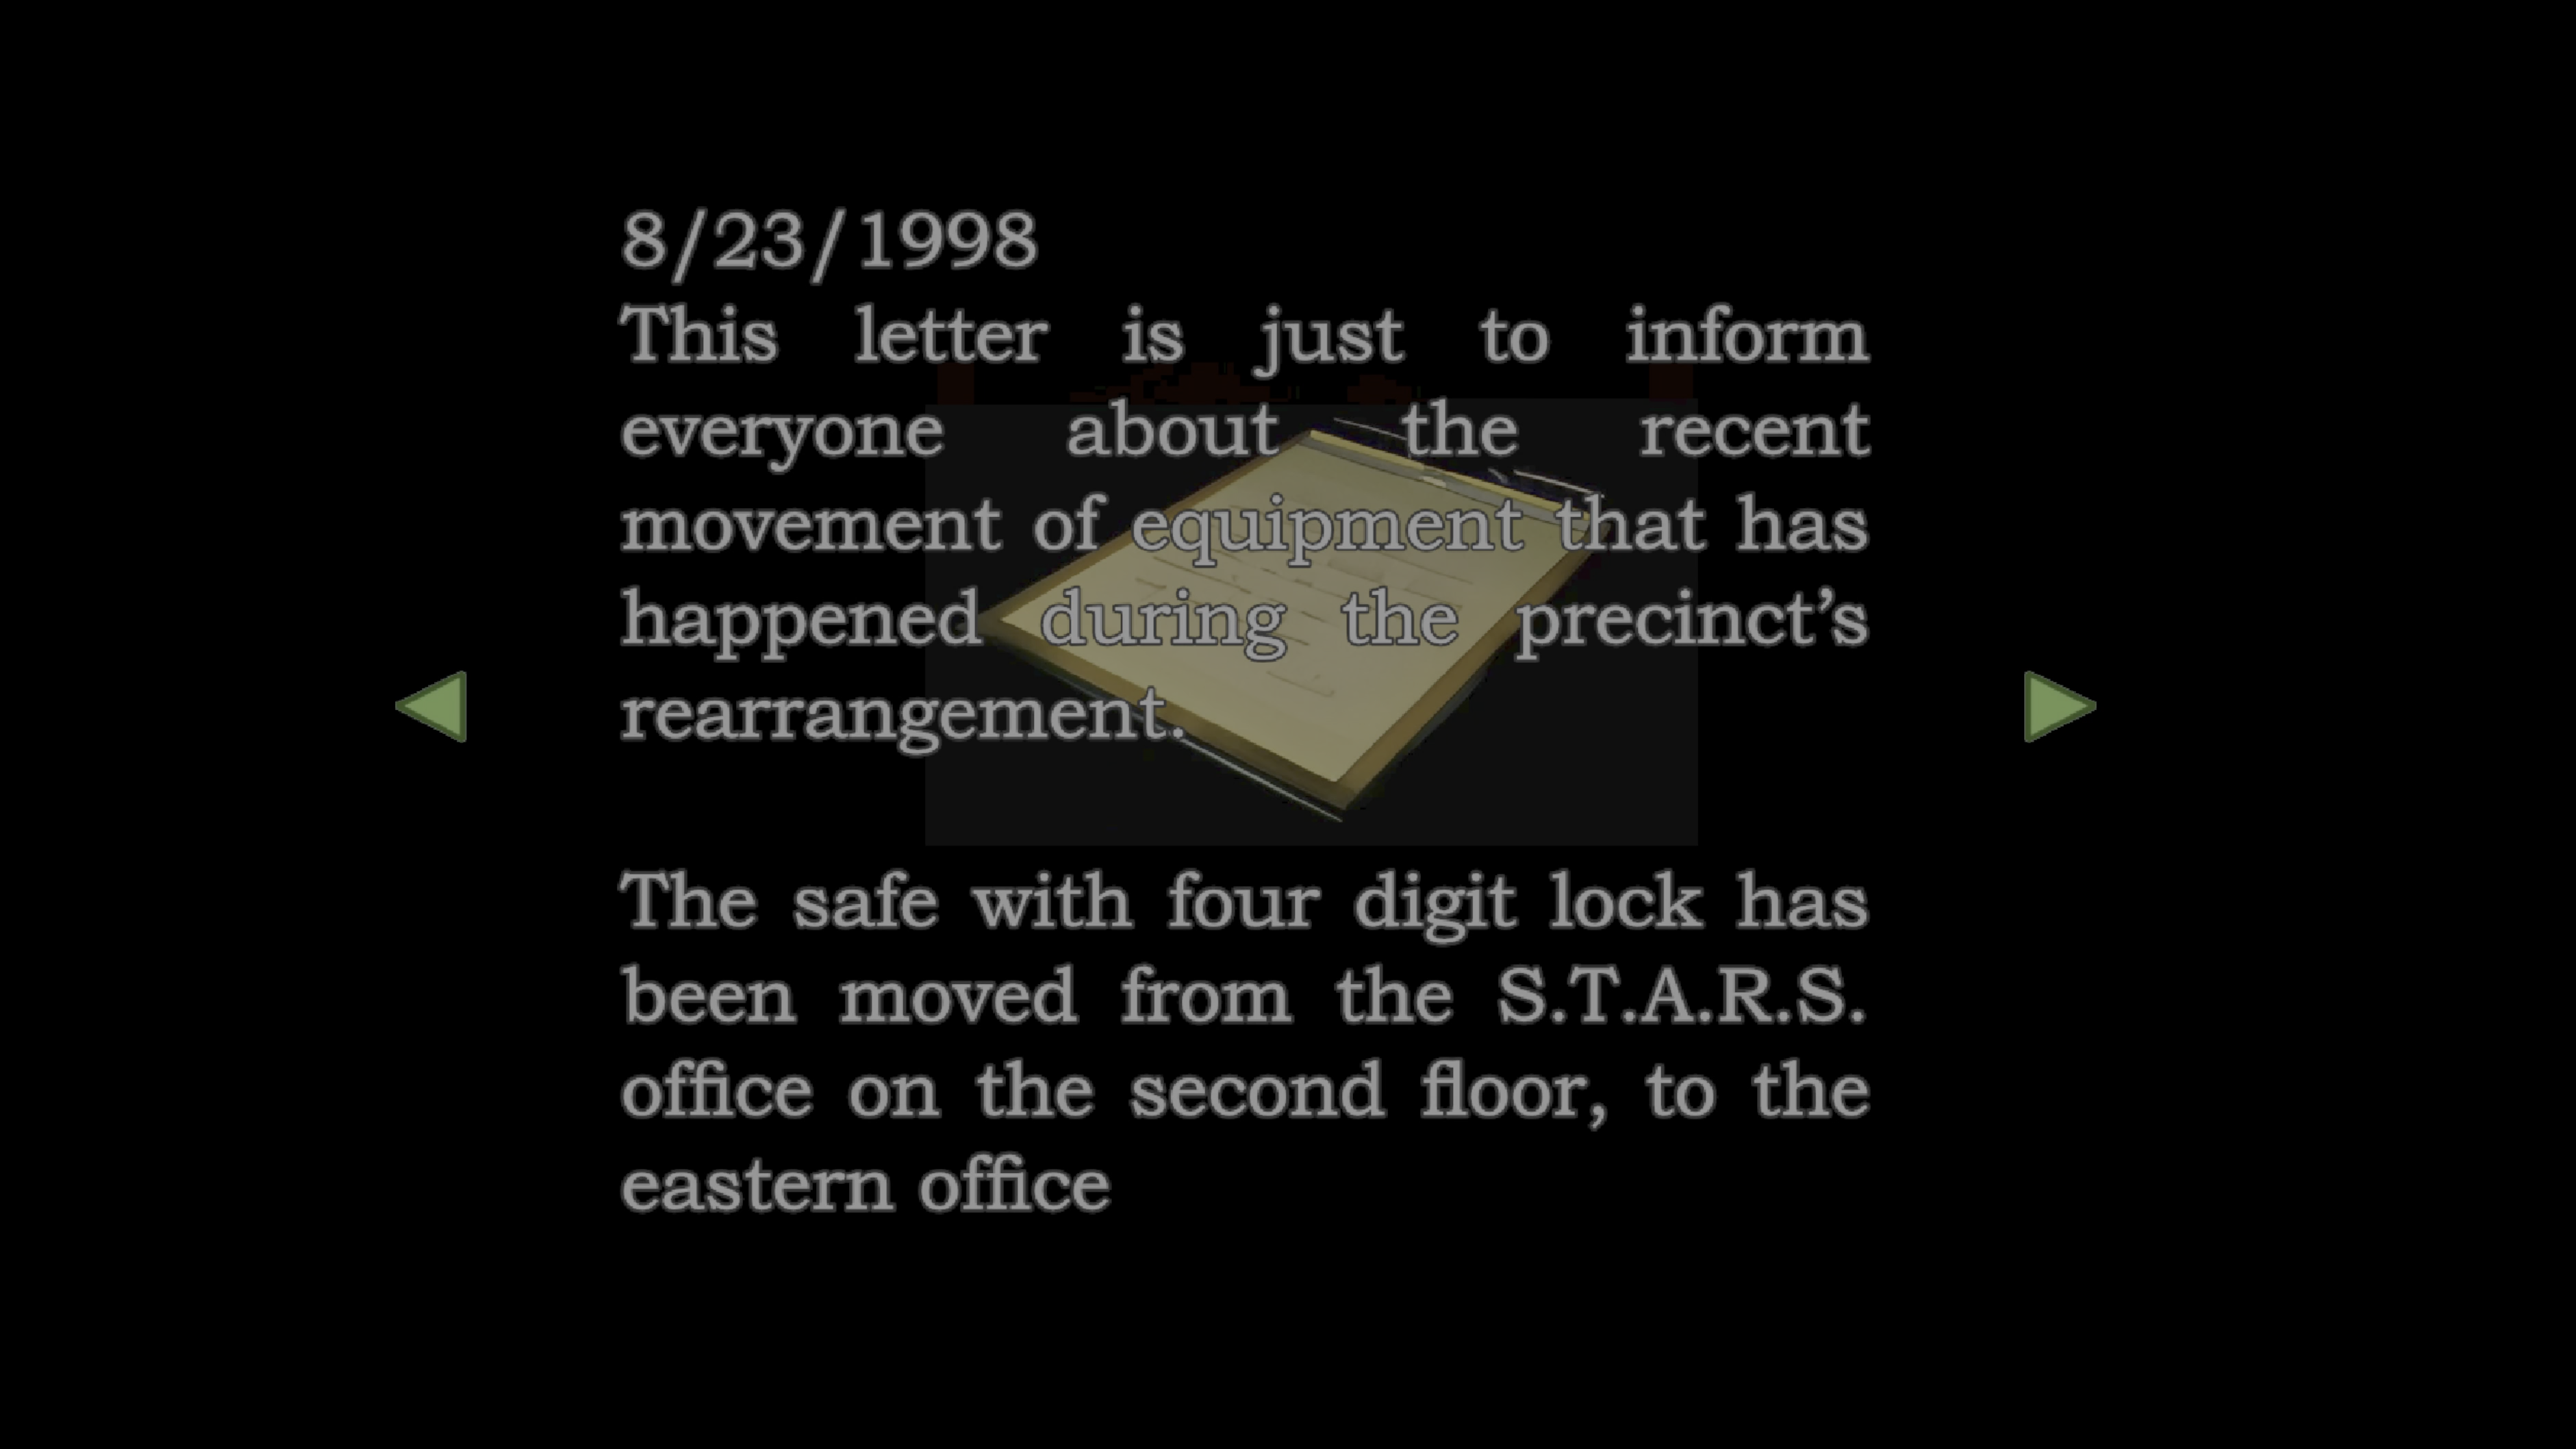 8/23/1998
This letter is just to inform
everyone about the recent
movement of equipment that has
happened during the precinct’s
rearrangement.
The safe with four digit lock has
been moved from the S.T.A.R.S.
office on the second floor, to the
eastern office